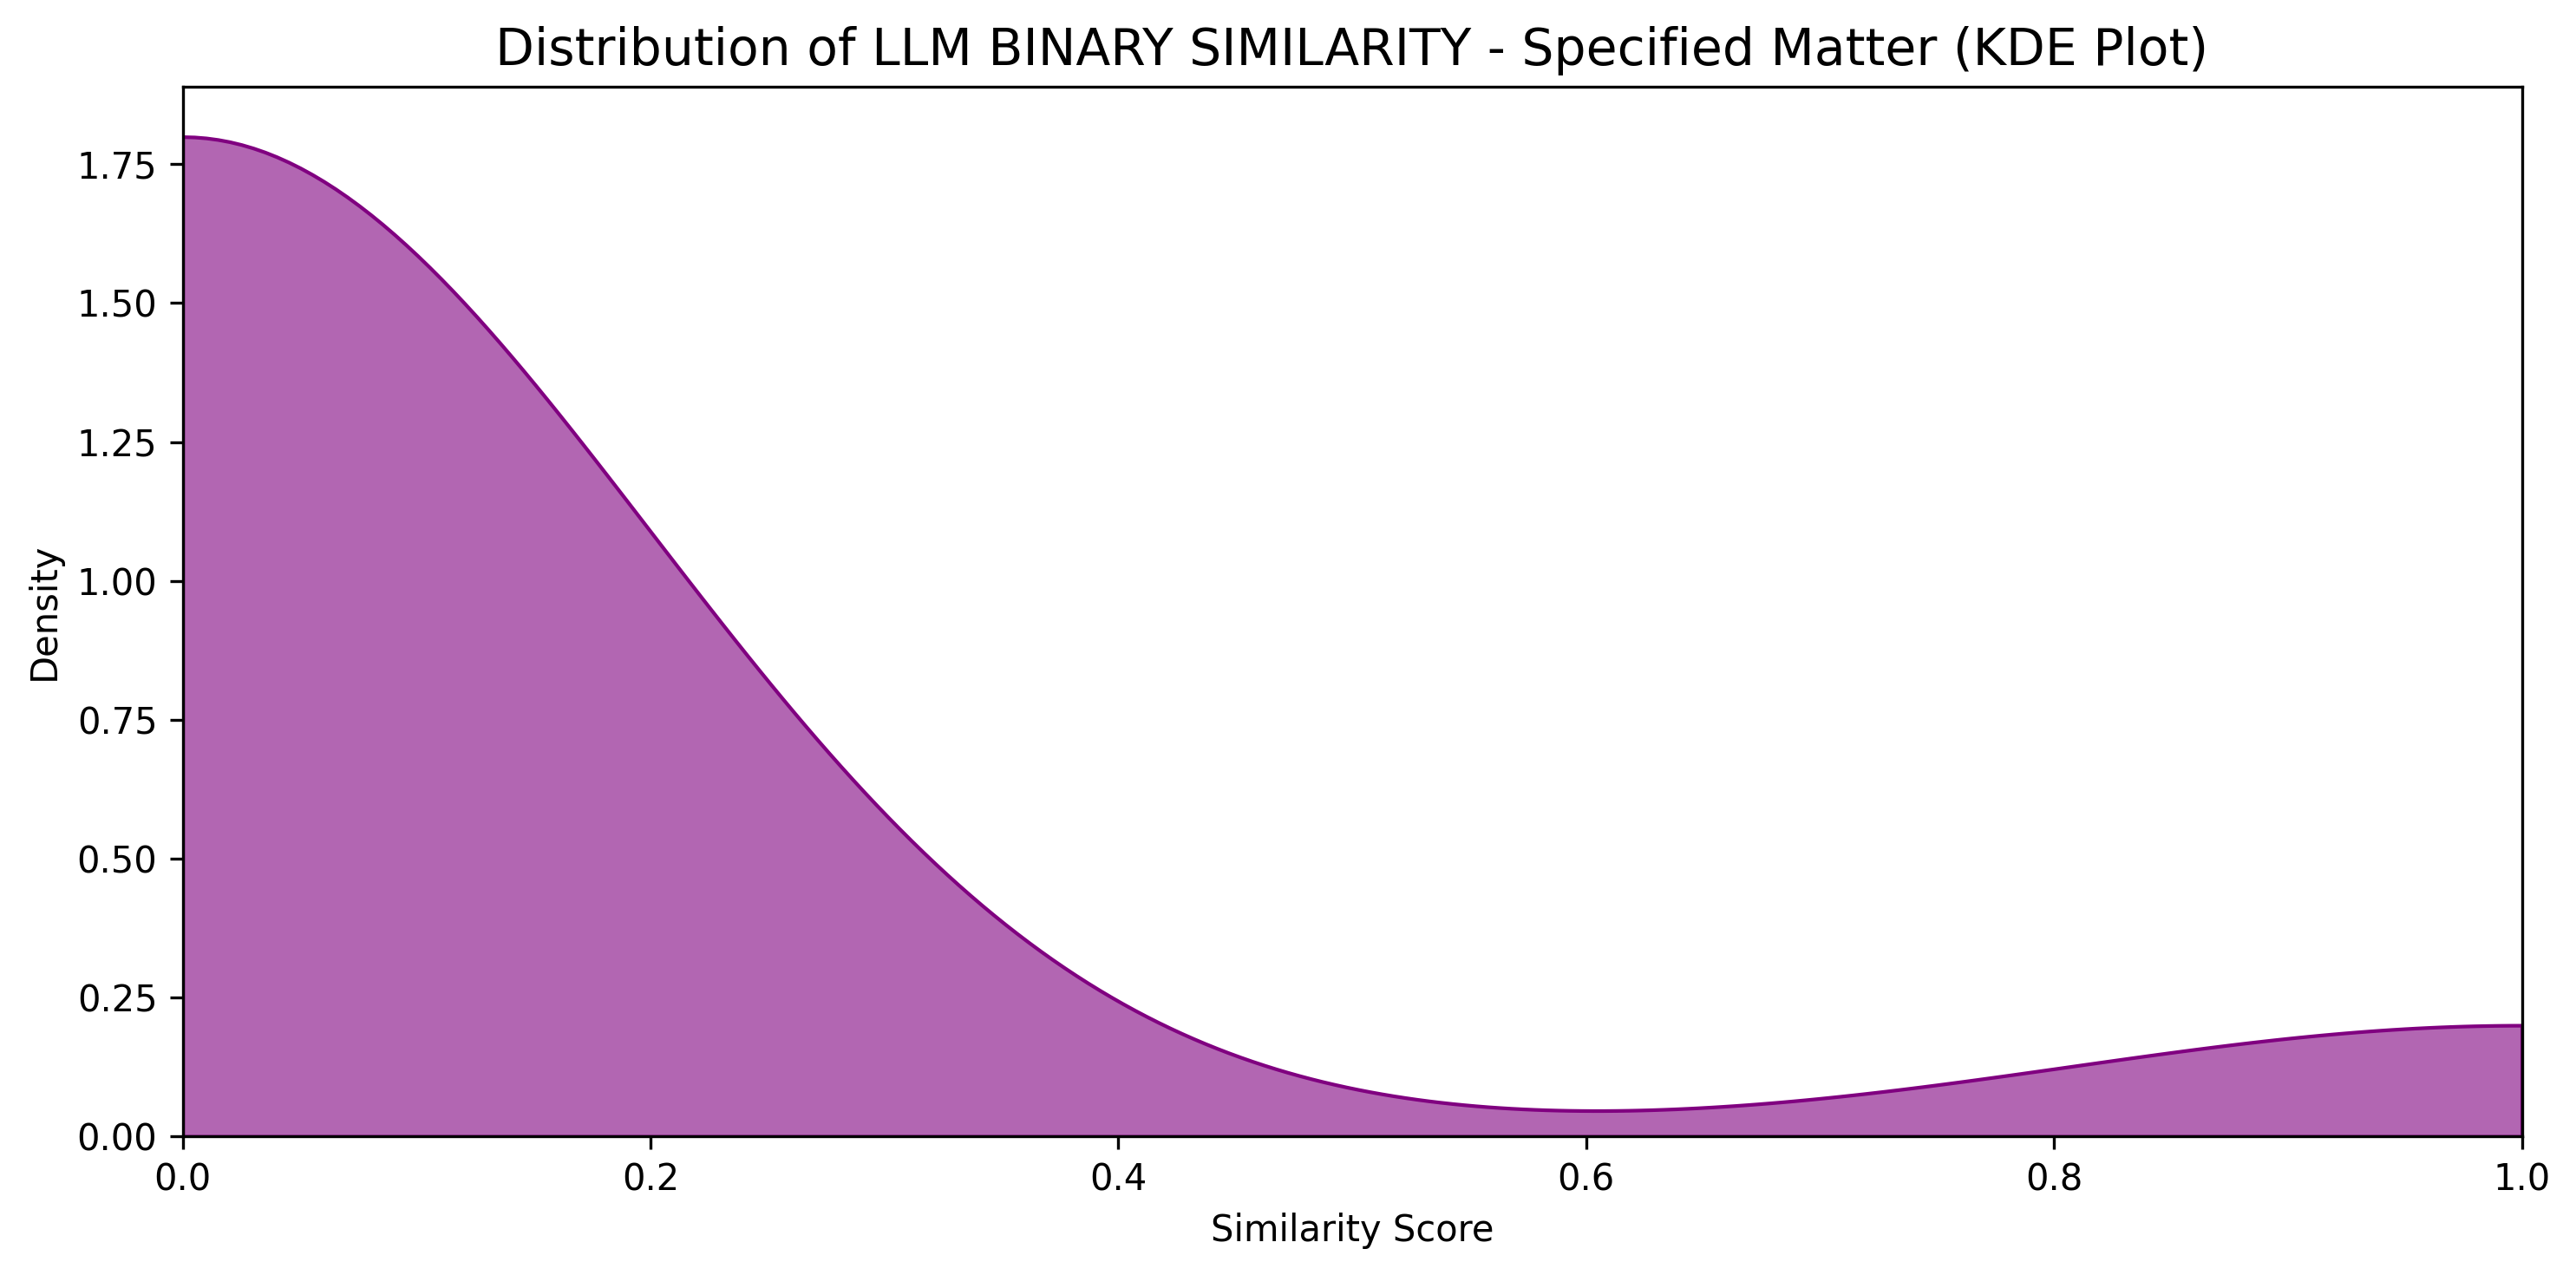 Distribution of LLM BINARY SIMILARITY - Specified Matter (KDE Plot)
1.75
1.50
1.25
1.00
0.75
0.50
0.25
0.00
Density
0.0 0.2 0.4 0.6 0.8 1.0
Similarity Score